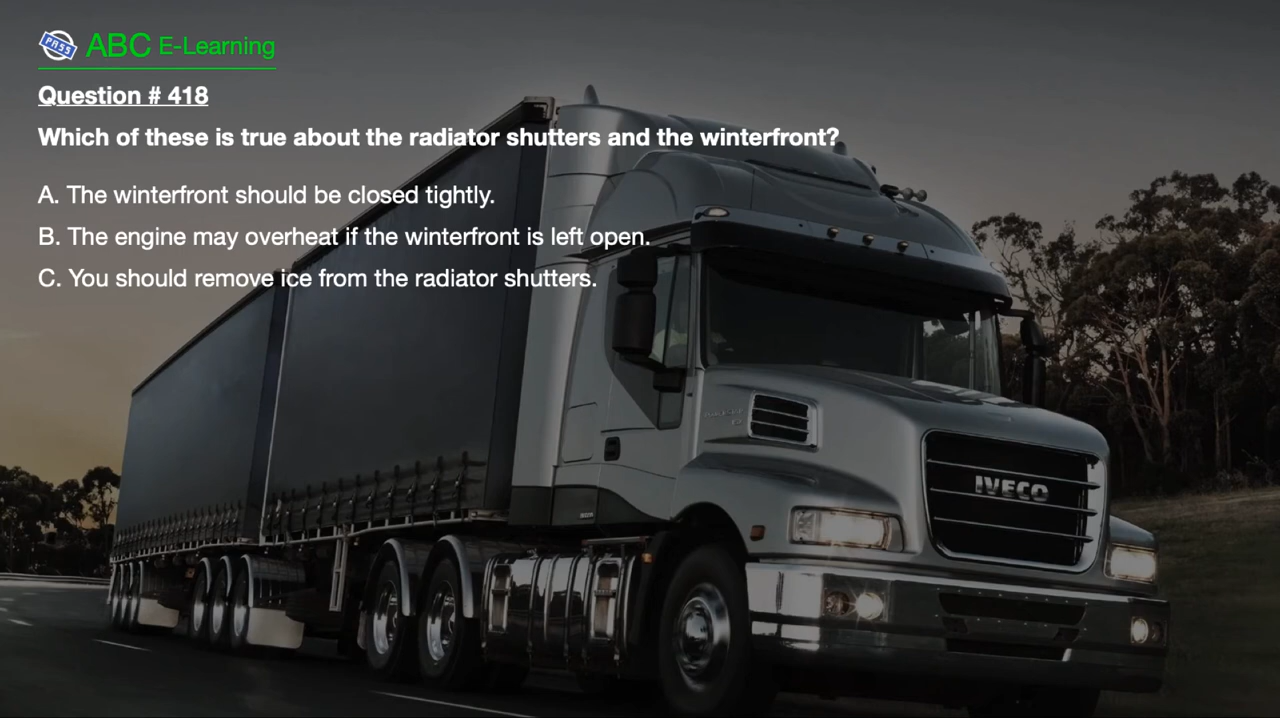 PASS ABC E-Learning
Question # 418
Which of these is true about the radiator shutters and the winterfront?
A. The winterfront should be closed tightly.
B. The engine may overheat if the winterfront is left open.
C. You should remove ice from the radiator shutters.
IVECO